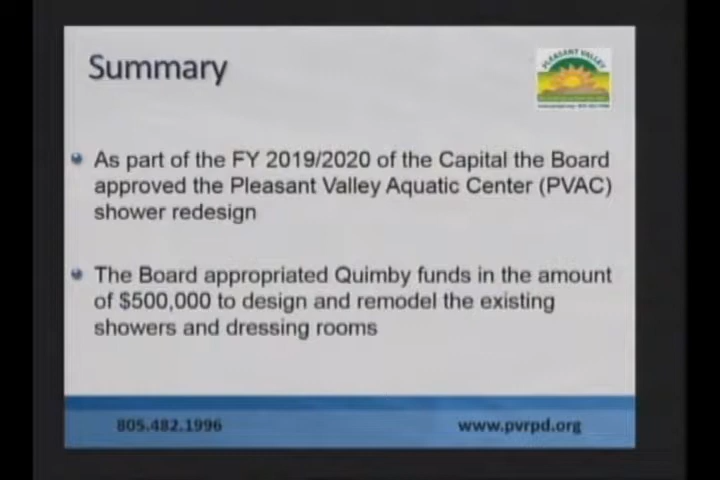 Summary
PLEASANT VALLEY
As part of the FY 2019/2020 of the Capital the Board
approved the Pleasant Valley Aquatic Center (PVAC)
shower redesign
The Board appropriated Quimby funds in the amount
of $500,000 to design and remodel the existing
showers and dressing rooms
805.482.1996
www.pvrpd.org